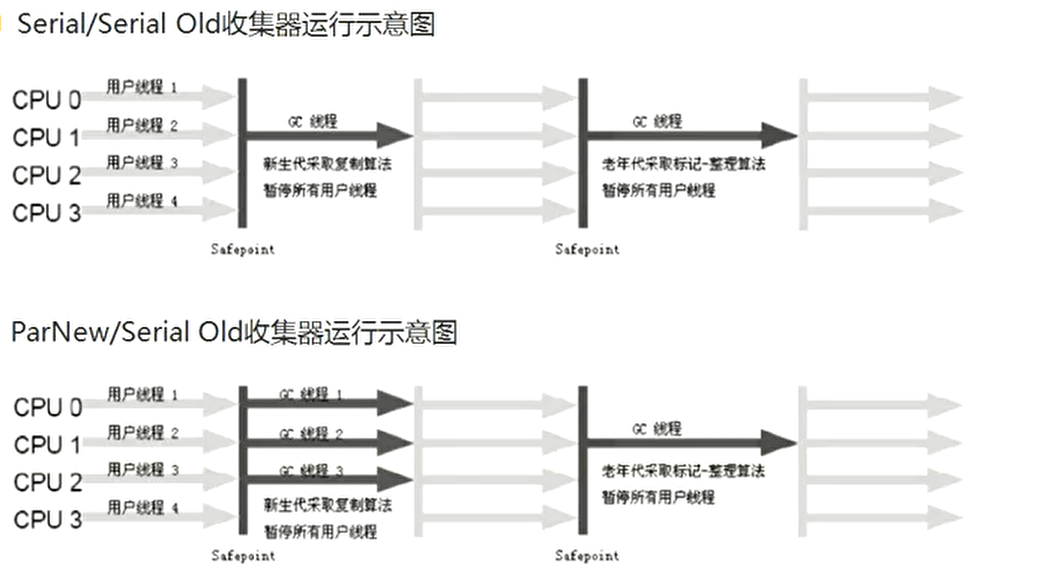 Serial/Serial Old收集器运行示意图
CPU 0 用户线程 1
CPU 1 用户线程 2
CPU 2 用户线程 3
CPU 3 用户线程 4
GC 线程
新生代采取复制算法
暂停所有用户线程
GC 线程
老年代采取标记-整理算法
暂停所有用户线程
Safepoint
Safepoint
ParNew/Serial Old收集器运行示意图
CPU 0 用户线程 1
CPU 1 用户线程 2
CPU 2 用户线程 3
CPU 3 用户线程 4
GC 线程 1
GC 线程 2
GC 线程 3
新生代采取复制算法
暂停所有用户线程
GC 线程
老年代采取标记-整理算法
暂停所有用户线程
Safepoint
Safepoint